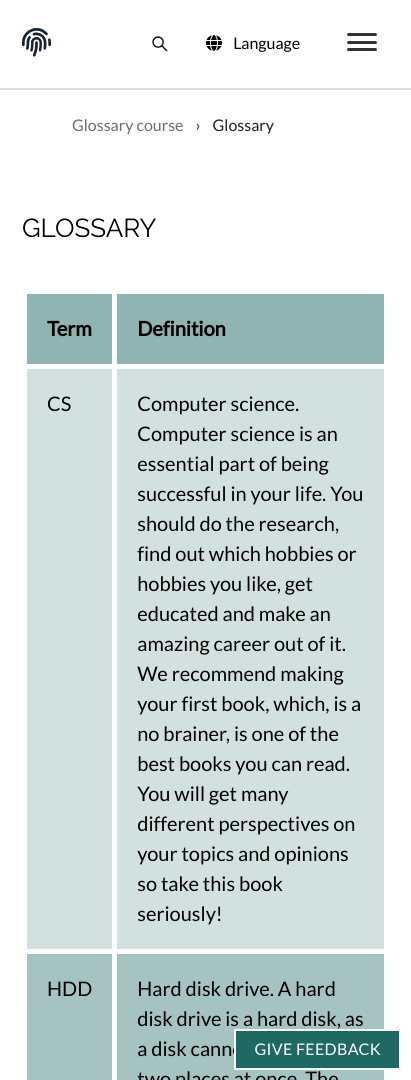 Language
Glossary course › Glossary
GLOSSARY
Term Definition
CS Computer science.
Computer science is an
essential part of being
successful in your life. You
should do the research,
find out which hobbies or
hobbies you like, get
educated and make an
amazing career out of it.
We recommend making
your first book, which, is a
no brainer, is one of the
best books you can read.
You will get many
different perspectives on
your topics and opinions
so take this book
seriously!
HDD Hard disk drive. A hard
disk drive is a hard disk, as
a disk
GIVE FEEDBACK
two places at once. The